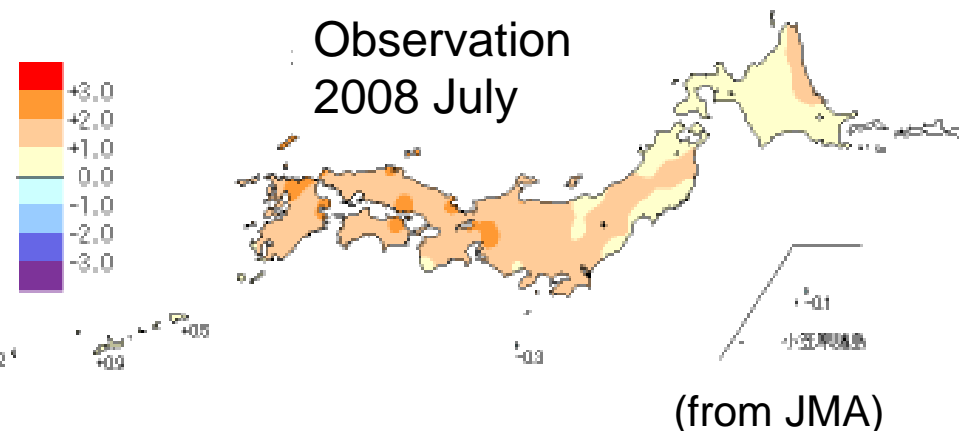 Observation
2008 July
+3.0
+2.0
+1.0
0.0
-1.0
-2.0
-3.0
-0.1
+0.5
+0.9
-0.3
小笠原諸島
(from JMA)